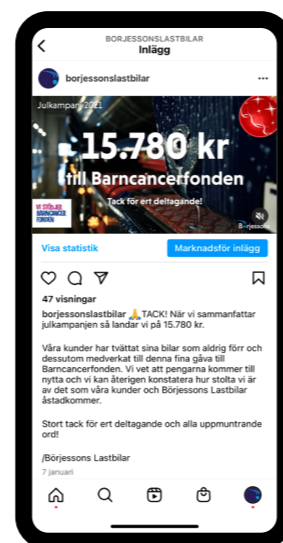 BORJESSONSLASTBILAR
Inlägg
borjessonslastbilar
Julkampanj 2021
15.780 kr
till Barncancerfonden
Tack för ert deltagande!
VI STÖDJER
BARNCANCER
FONDEN
B-rjessons
Visa statistik
Marknadsför inlägg
47 visningar
borjessonslastbilar 🙏TACK! När vi sammanfattar
julkampanjen så landar vi på 15.780 kr.
Våra kunder har tvättat sina bilar som aldrig förr och
dessutom medverkat till denna fina gåva till
Barncancerfonden. Vi vet att pengarna kommer till
nytta och vi kan återigen konstatera hur stolta vi är
av det som våra kunder och Börjessons Lastbilar
åstadkommer.
Stort tack för ert deltagande och alla uppmuntrande
ord!
/Börjessons Lastbilar
7 januari